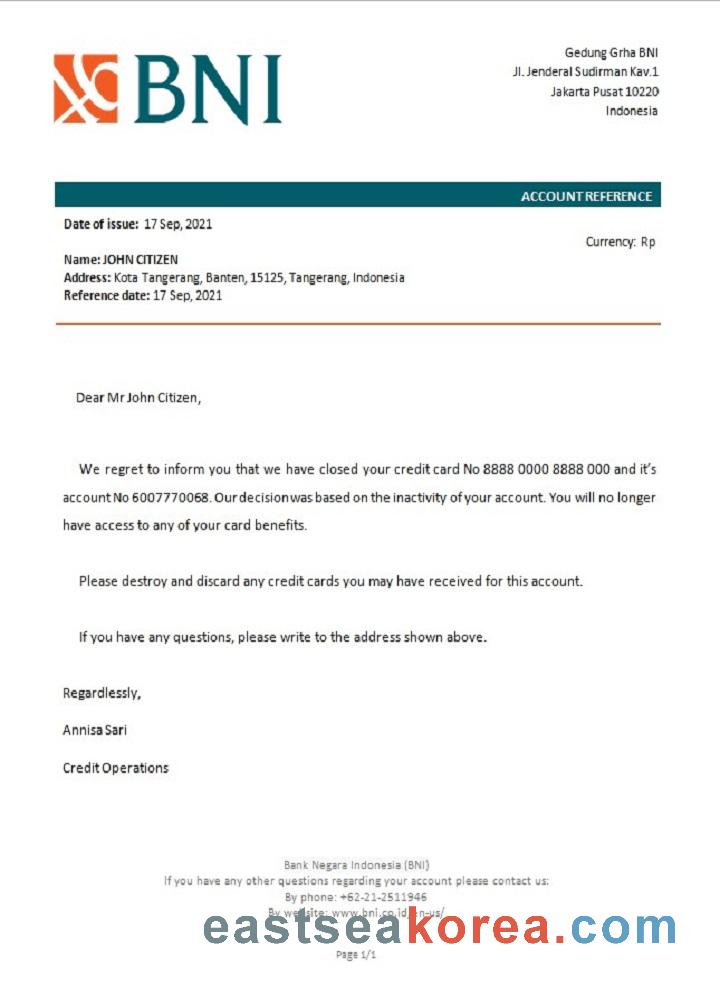 BNI
Gedung Grha BNI
Jl. Jenderal Sudirman Kav.1
Jakarta Pusat 10220
Indonesia
ACCOUNT REFERENCE
Date of issue: 17 Sep, 2021
Currency: Rp
Name: JOHN CITIZEN
Address: Kota Tangerang, Banten, 15125, Tangerang, Indonesia
Reference date: 17 Sep, 2021
Dear Mr John Citizen,
We regret to inform you that we have closed your credit card No 8888 0000 8888 000 and it's
account No 6007770068. Our decision was based on the inactivity of your account. You will no longer
have access to any of your card benefits.
Please destroy and discard any credit cards you may have received for this account.
If you have any questions, please write to the address shown above.
Regardlessly,
Annisa Sari
Credit Operations
Bank Negara Indonesia (BNI)
If you have any other questions regarding your account please contact us:
By phone: +62-21-2511946
By website: www.bni.co.id/en-us/
eastseakorea.com
Page 1/1